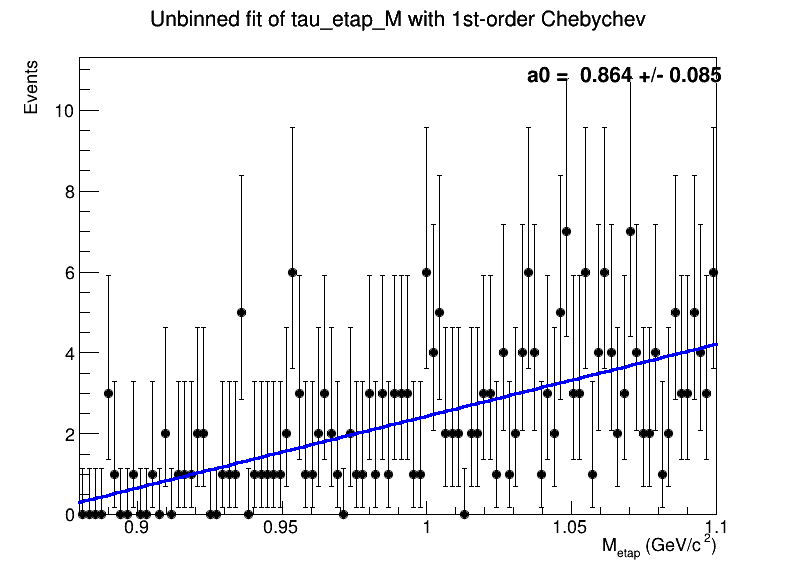 Unbinned fit of tau_etap_M with 1st-order Chebychev
a0 = 0.864 +/- 0.085
Events
10
8
6
4
2
0
0.9 0.95 1 1.05 1.1
M_etap (GeV/c^2)